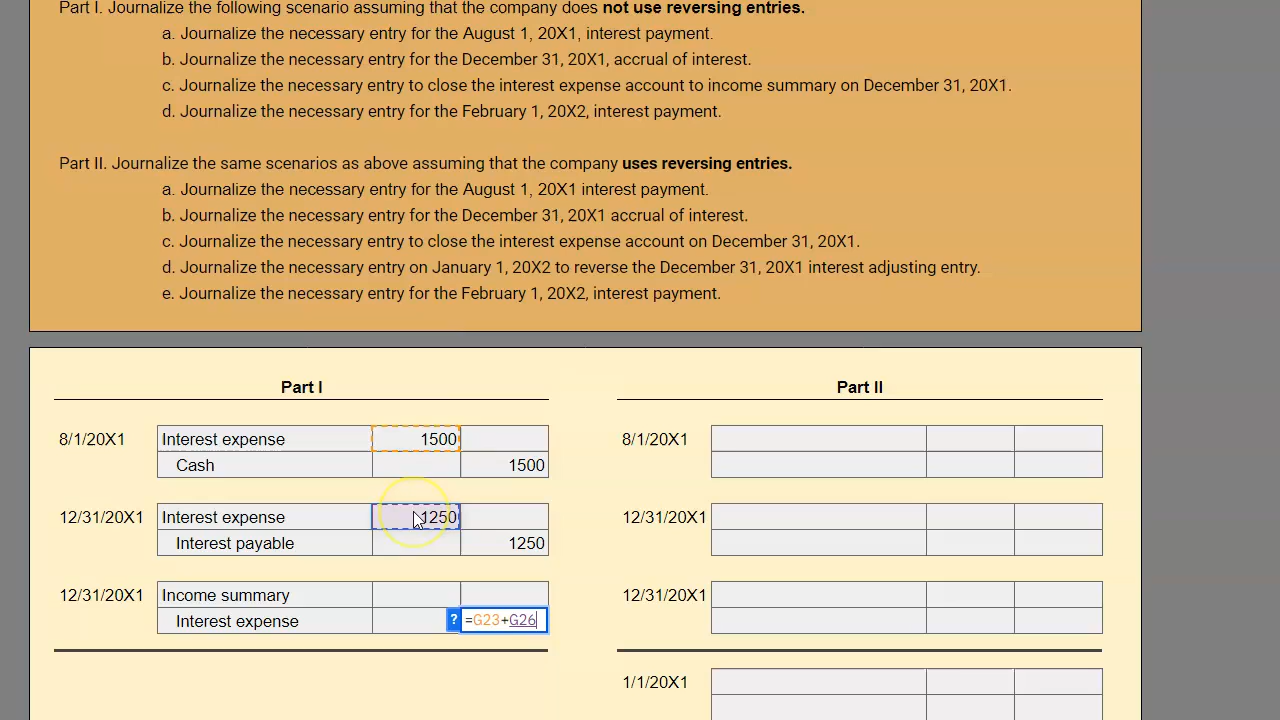 Part I. Journalize the following scenario assuming that the company does not use reversing entries.
a. Journalize the necessary entry for the August 1, 20X1, interest payment.
b. Journalize the necessary entry for the December 31, 20X1, accrual of interest.
c. Journalize the necessary entry to close the interest expense account to income summary on December 31, 20X1.
d. Journalize the necessary entry for the February 1, 20X2, interest payment.
Part II. Journalize the same scenarios as above assuming that the company uses reversing entries.
a. Journalize the necessary entry for the August 1, 20X1 interest payment.
b. Journalize the necessary entry for the December 31, 20X1 accrual of interest.
c. Journalize the necessary entry to close the interest expense account on December 31, 20X1.
d. Journalize the necessary entry on January 1, 20X2 to reverse the December 31, 20X1 interest adjusting entry.
e. Journalize the necessary entry for the February 1, 20X2, interest payment.
Part I Part II
8/1/20X1 Interest expense 1500 8/1/20X1
Cash 1500
12/31/20X1 Interest expense 1250 12/31/20X1
Interest payable 1250
12/31/20X1 Income summary 12/31/20X1
Interest expense ? =G23+G26
1/1/20X1